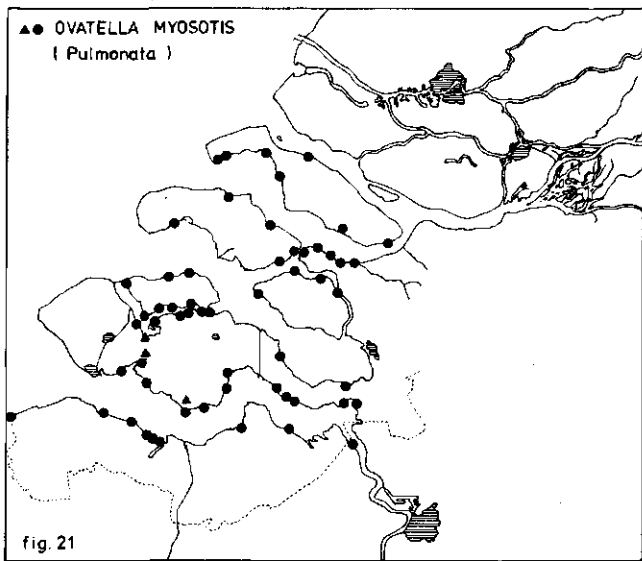 ▲● OVATELLA MYOSOTIS
( Pulmonata )
fig. 21